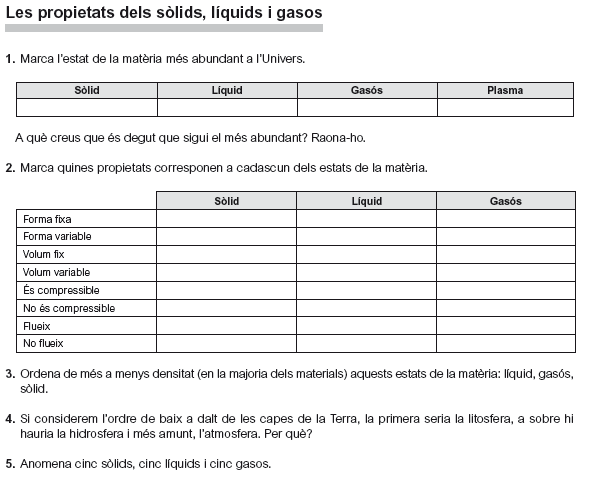 Les propietats dels sòlids, líquids i gasos
1. Marca l'estat de la matèria més abundant a l'Univers.
Sòlid Líquid Gasós Plasma
A què creus que és degut que sigui el més abundant? Raona-ho.
2. Marca quines propietats corresponen a cadascun dels estats de la matèria.
Sòlid Líquid Gasós
Forma fixa
Forma variable
Volum fix
Volum variable
És compressible
No és compressible
Flueix
No flueix
3. Ordena de més a menys densitat (en la majoria dels materials) aquests estats de la matèria: líquid, gasós,
sòlid.
4. Si considerem l'ordre de baix a dalt de les capes de la Terra, la primera seria la litosfera, a sobre hi
hauria la hidrosfera i més amunt, l'atmosfera. Per què?
5. Anomena cinc sòlids, cinc líquids i cinc gasos.